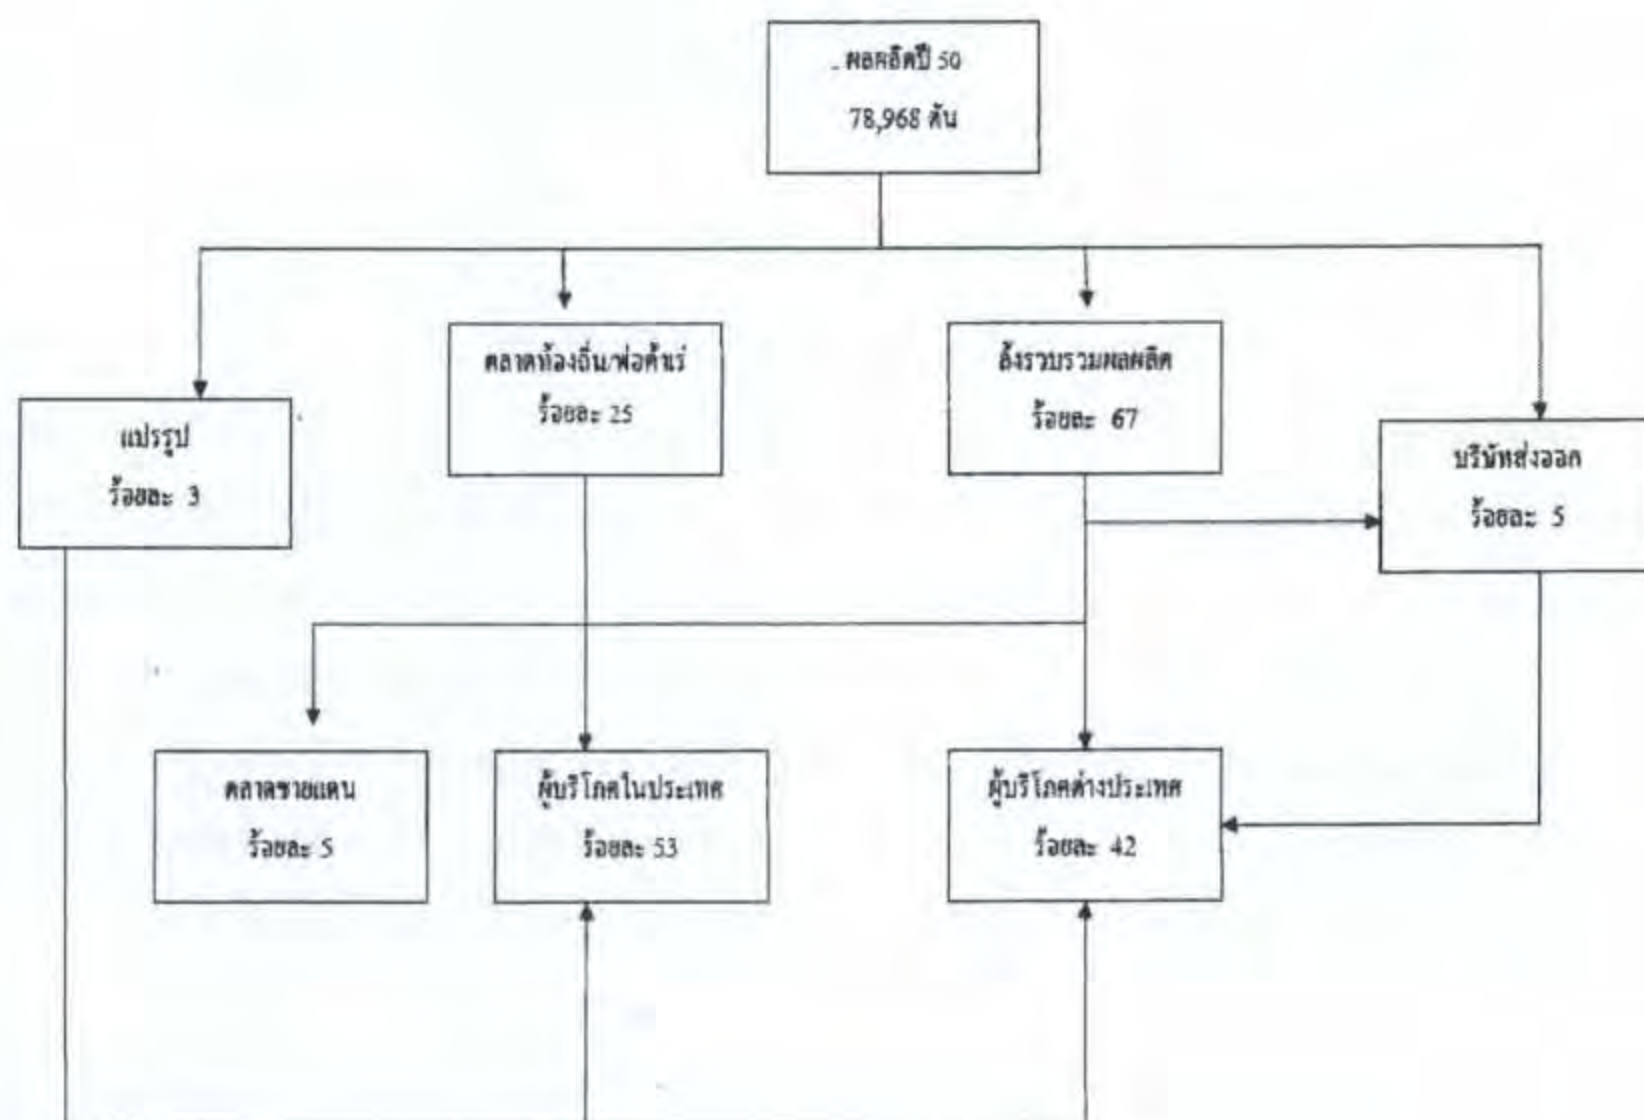 ผลผลิตปี 50
78,968 ตัน
ตลาดท้องถิ่น/พ่อค้าเร่
ร้อยละ 25
ล้งรวบรวมผลผลิต
ร้อยละ 67
แปรรูป
ร้อยละ 3
บริษัทส่งออก
ร้อยละ 5
ตลาดชายแดน
ร้อยละ 5
ผู้บริโภคในประเทศ
ร้อยละ 53
ผู้บริโภคต่างประเทศ
ร้อยละ 42